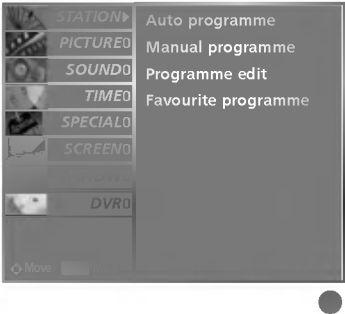 STATION
PICTURE
SOUND
TIME
SPECIAL
SCREEN
DVR
Move
Auto programme
Manual programme
Programme edit
Favourite programme